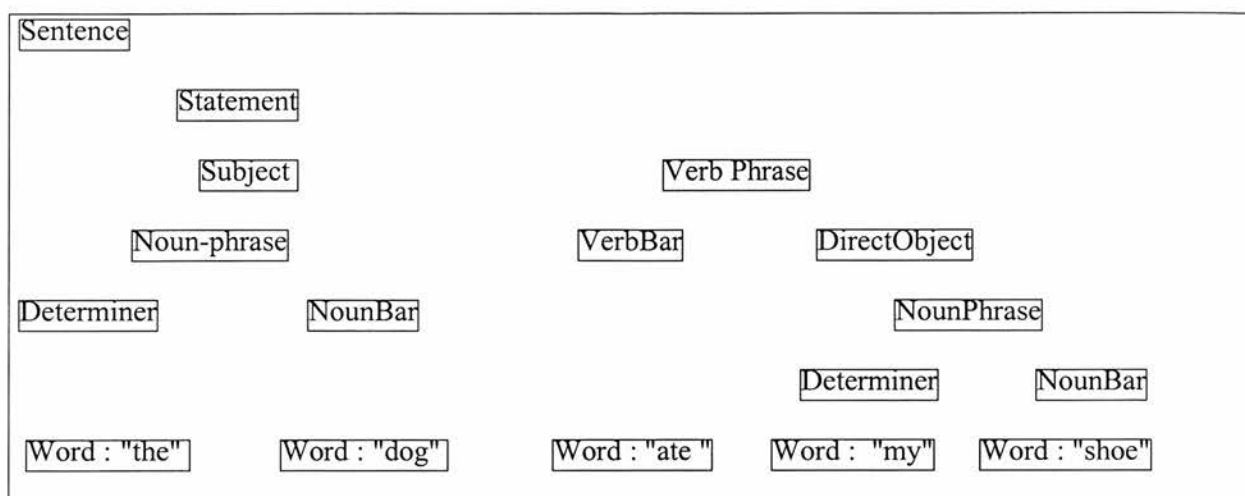 Sentence
Statement
Subject Verb Phrase
Noun-phrase VerbBar DirectObject
Determiner NounBar NounPhrase
Determiner NounBar
Word : "the" Word : "dog" Word : "ate " Word : "my" Word : "shoe"